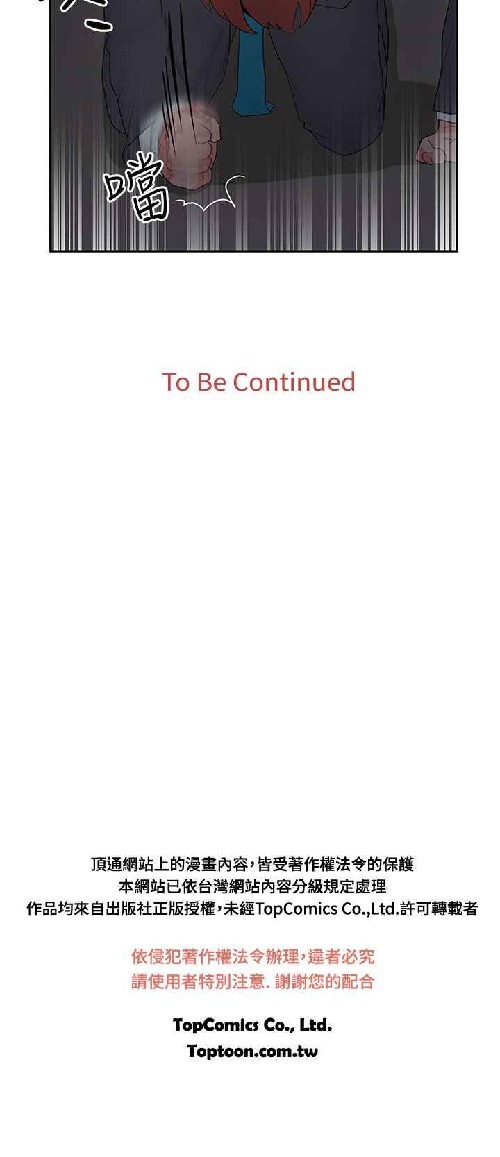 噹
To Be Continued
頂通網站上的漫畫內容，皆受著作權法令的保護
本網站已依台灣網站內容分級規定處理
作品均來自出版社正版授權，未經TopComics Co.,Ltd.許可轉載者
依侵犯著作權法令辦理，違者必究
請使用者特別注意. 謝謝您的配合
TopComics Co., Ltd.
Toptoon.com.tw